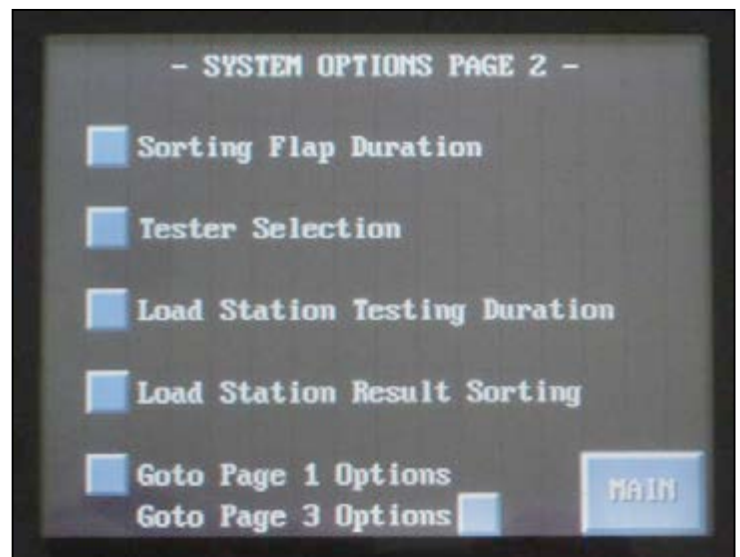 - SYSTEM OPTIONS PAGE 2 -
Sorting Flap Duration
Tester Selection
Load Station Testing Duration
Load Station Result Sorting
Goto Page 1 Options
Goto Page 3 Options
MAIN